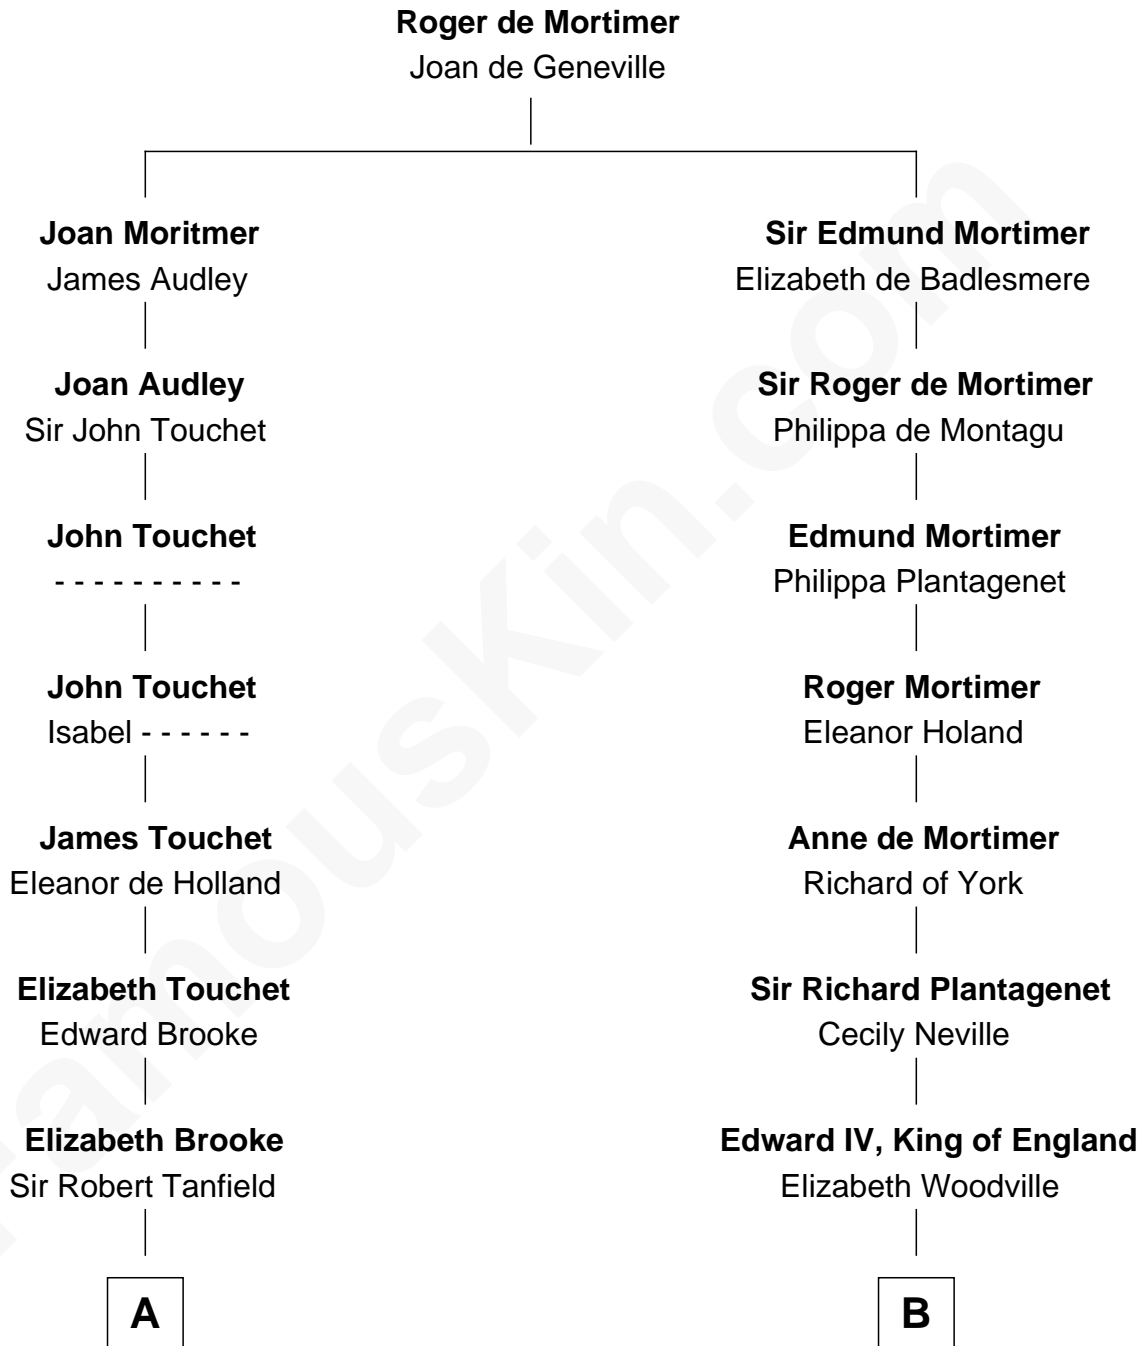 Roger de Mortimer
Joan de Geneville
Joan Moritmer
James Audley
Joan Audley
Sir John Touchet
John Touchet
- - - - - - - - - -
John Touchet
Isabel - - - - - -
James Touchet
Eleanor de Holland
Elizabeth Touchet
Edward Brooke
Elizabeth Brooke
Sir Robert Tanfield
A
Sir Edmund Mortimer
Elizabeth de Badlesmere
Sir Roger de Mortimer
Philippa de Montagu
Edmund Mortimer
Philippa Plantagenet
Roger Mortimer
Eleanor Holand
Anne de Mortimer
Richard of York
Sir Richard Plantagenet
Cecily Neville
Edward IV, King of England
Elizabeth Woodville
B
FamousKin.com